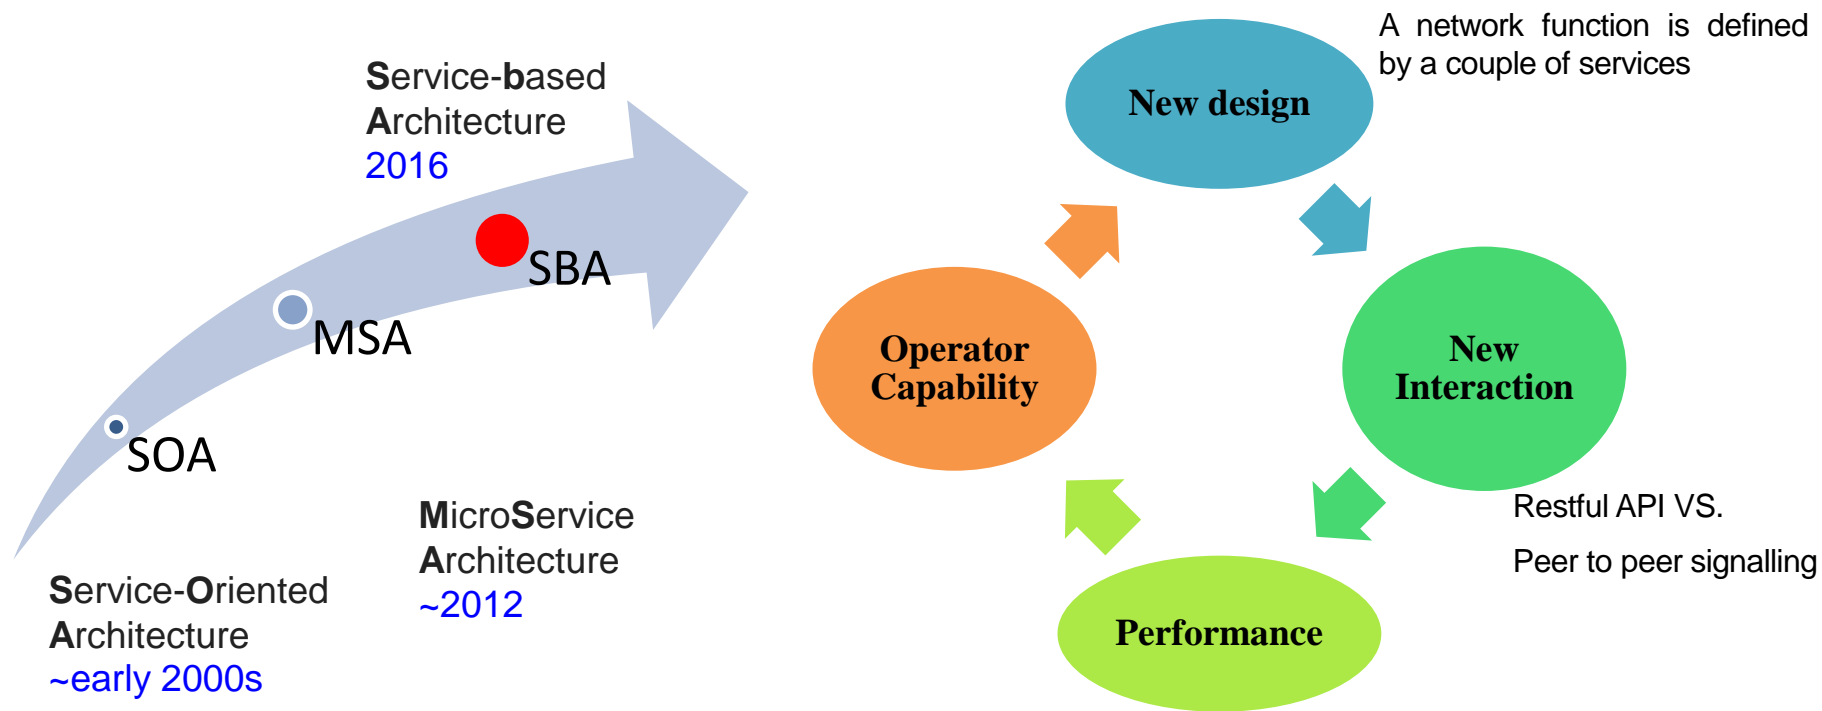 Service-based
Architecture
2016
SBA
MSA
SOA
MicroService
Architecture
~2012
Service-Oriented
Architecture
~early 2000s
A network function is defined
by a couple of services
New design
Operator
Capability
New
Interaction
Restful API VS.
Peer to peer signalling
Performance